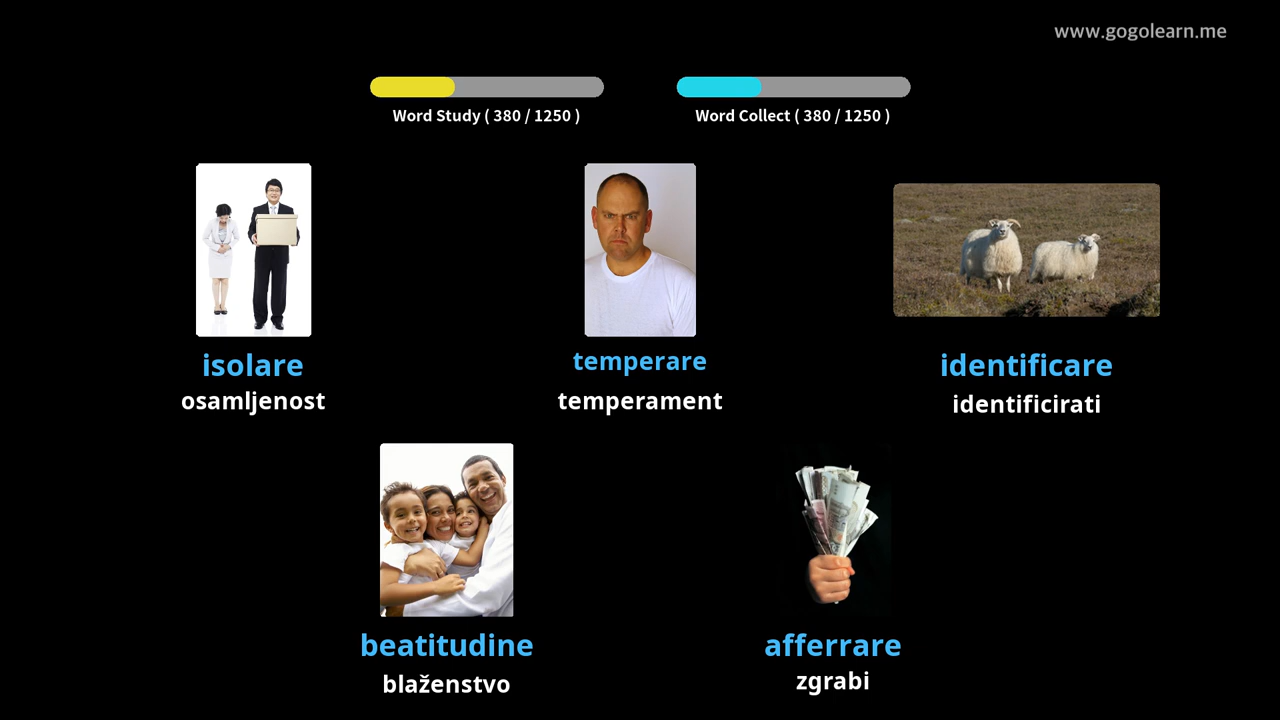 www.gogolearn.me
Word Study ( 380 / 1250 )
Word Collect ( 380 / 1250 )
isolare
osamljenost
temperare
temperament
identificare
identificirati
beatitudine
blaženstvo
afferrare
zgrabi